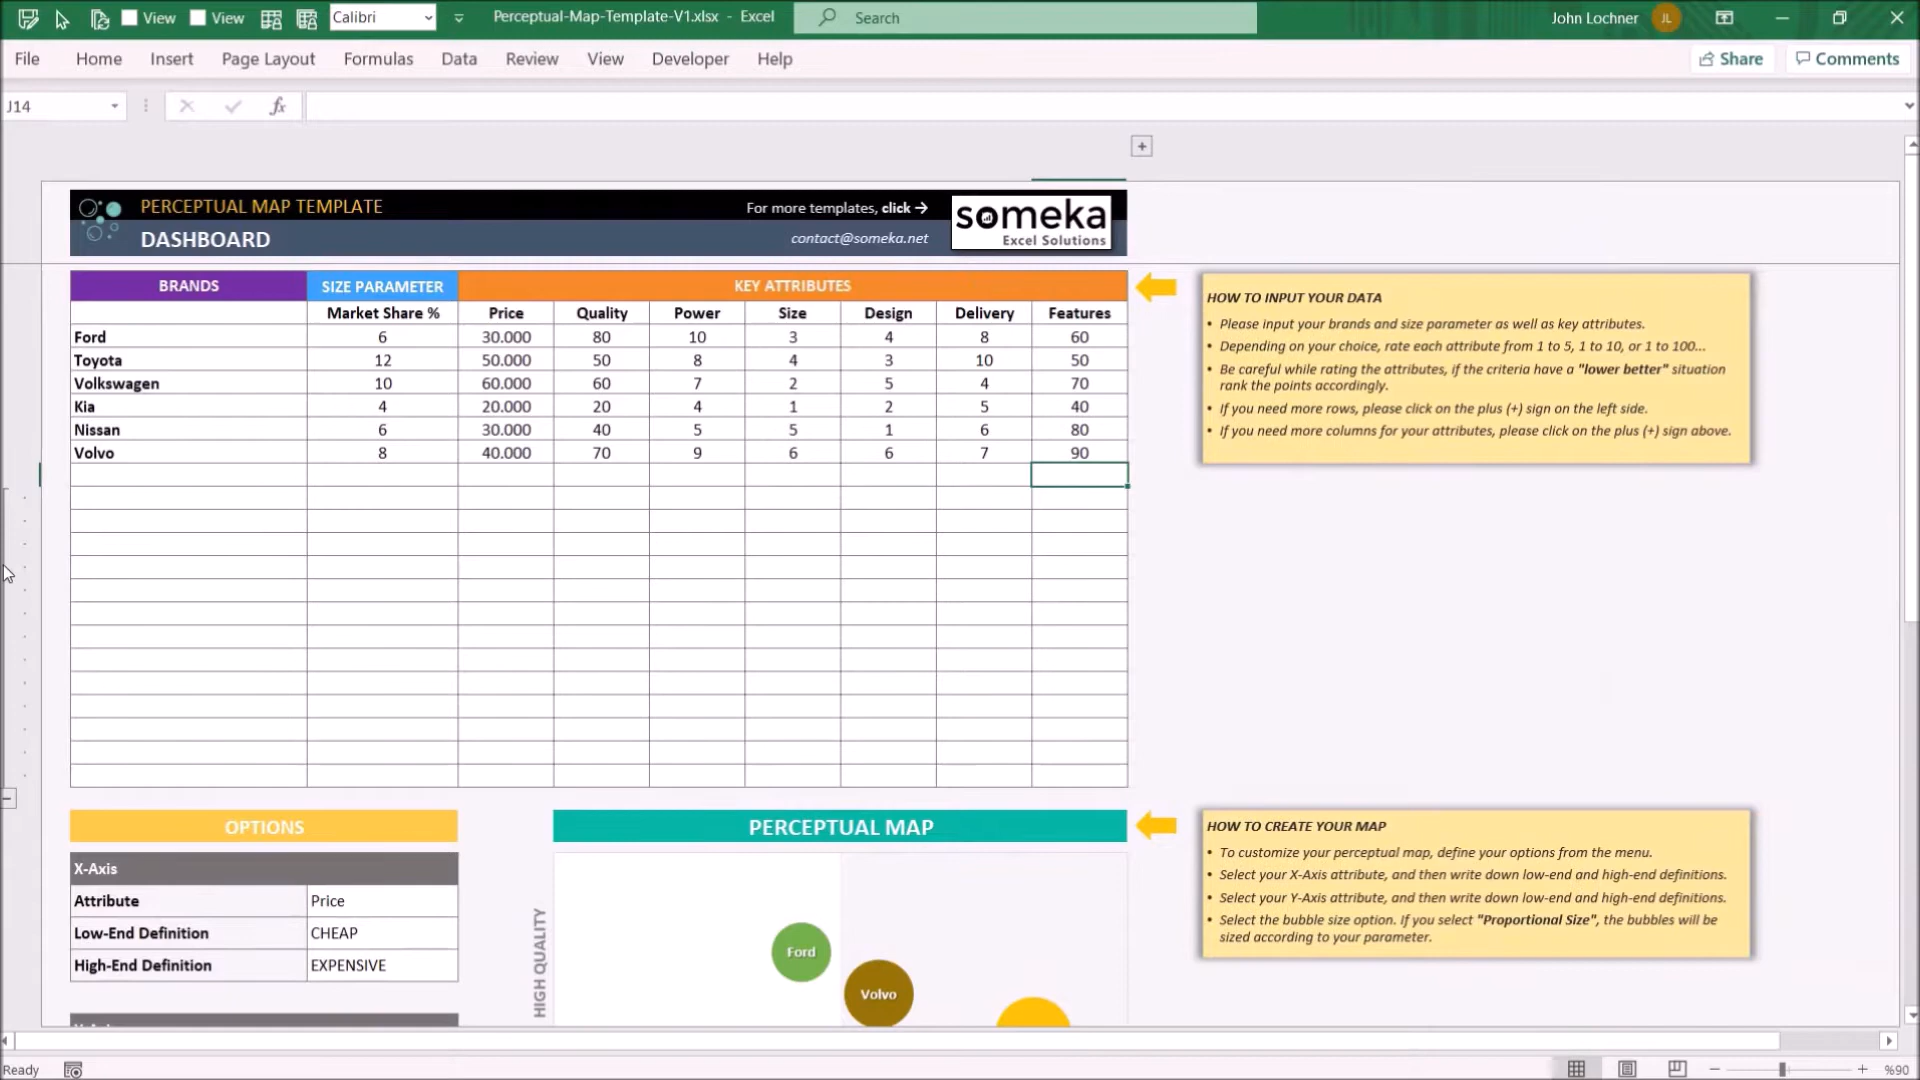 View View Calibri Perceptual-Map-Template-V1.xlsx - Excel Search John Lochner JL
File Home Insert Page Layout Formulas Data Review View Developer Help Share Comments
J14 fx
+
PERCEPTUAL MAP TEMPLATE
For more templates, click →
DASHBOARD
contact@someka.net
someka
Excel Solutions
BRANDS SIZE PARAMETER KEY ATTRIBUTES
Market Share % Price Quality Power Size Design Delivery Features
Ford 6 30.000 80 10 3 4 8 60
Toyota 12 50.000 50 8 4 3 10 50
Volkswagen 10 60.000 60 7 2 5 4 70
Kia 4 20.000 20 4 1 2 5 40
Nissan 6 30.000 40 5 5 1 6 80
Volvo 8 40.000 70 9 6 6 7 90
HOW TO INPUT YOUR DATA
• Please input your brands and size parameter as well as key attributes.
• Depending on your choice, rate each attribute from 1 to 5, 1 to 10, or 1 to 100...
• Be careful while rating the attributes, if the criteria have a "lower better" situation
rank the points accordingly.
• If you need more rows, please click on the plus (+) sign on the left side.
• If you need more columns for your attributes, please click on the plus (+) sign above.
OPTIONS
X-Axis
Attribute Price
Low-End Definition CHEAP
High-End Definition EXPENSIVE
PERCEPTUAL MAP
HIGH QUALITY
Ford
Volvo
HOW TO CREATE YOUR MAP
• To customize your perceptual map, define your options from the menu.
• Select your X-Axis attribute, and then write down low-end and high-end definitions.
• Select your Y-Axis attribute, and then write down low-end and high-end definitions.
• Select the bubble size option. If you select "Proportional Size", the bubbles will be
sized according to your parameter.
Ready %90